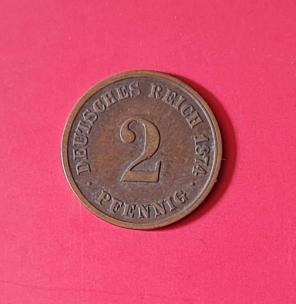 DEUTSCHES REICH 1874
2
· PFENNIG ·